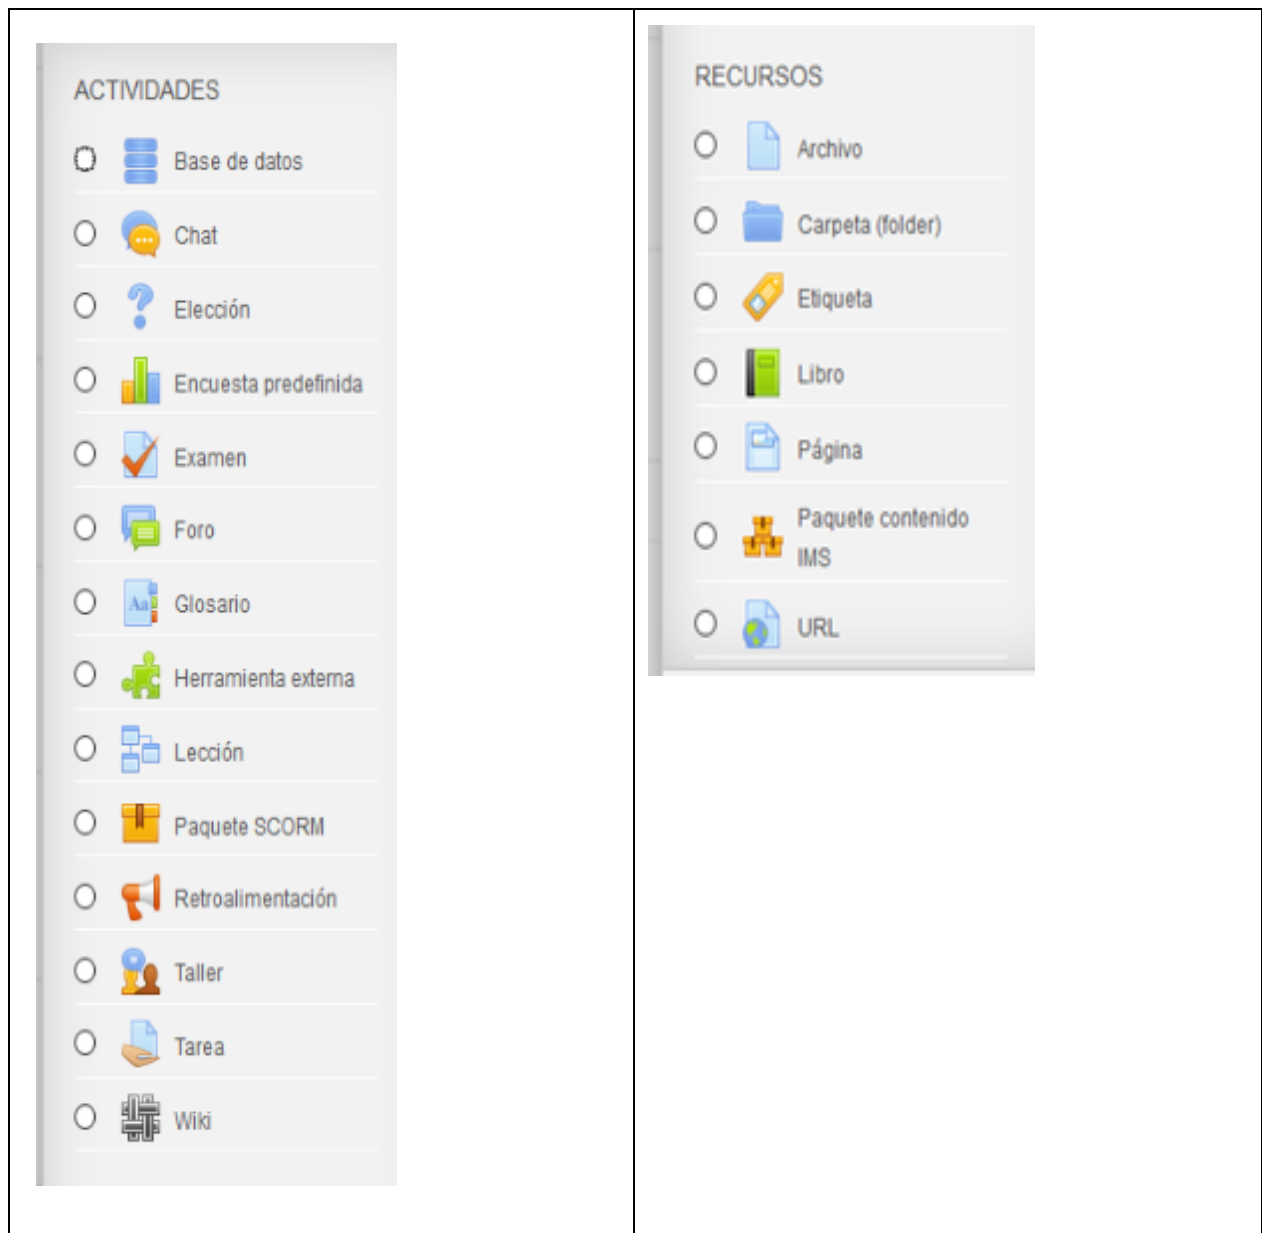 ACTIVIDADES
Base de datos
Chat
Elección
Encuesta predefinida
Examen
Foro
Aa
Glosario
Herramienta externa
Lección
Paquete SCORM
Retroalimentación
Taller
Tarea
Wiki
RECURSOS
Archivo
Carpeta (folder)
Etiqueta
Libro
Página
Paquete contenido
IMS
URL